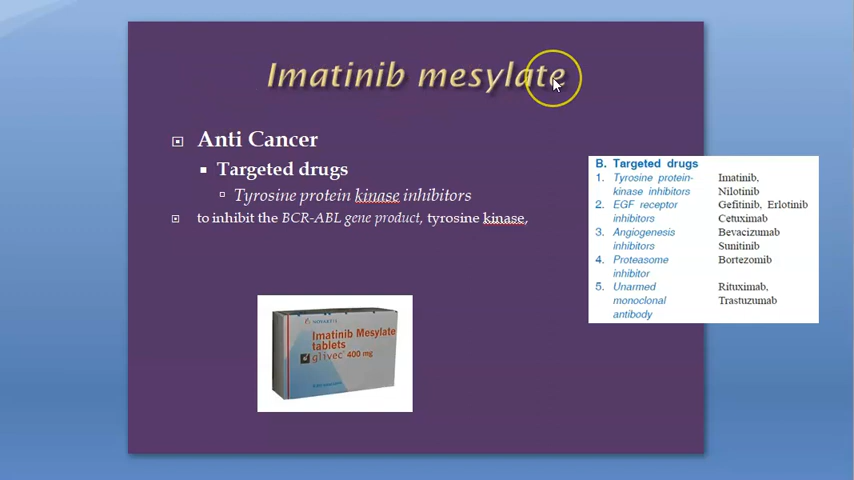 Imatinib mesylate
Anti Cancer
Targeted drugs
Tyrosine protein kinase inhibitors
to inhibit the BCR-ABL gene product, tyrosine kinase,
B. Targeted drugs
1. Tyrosine protein- Imatinib,
kinase inhibitors Nilotinib
2. EGF receptor Gefitinib, Erlotinib
inhibitors Cetuximab
3. Angiogenesis Bevacizumab
inhibitors Sunitinib
4. Proteasome Bortezomib
inhibitor
5. Unarmed Rituximab,
monoclonal Trastuzumab
antibody
NOVARTIS
Imatinib Mesylate
tablets
glivec 400 mg